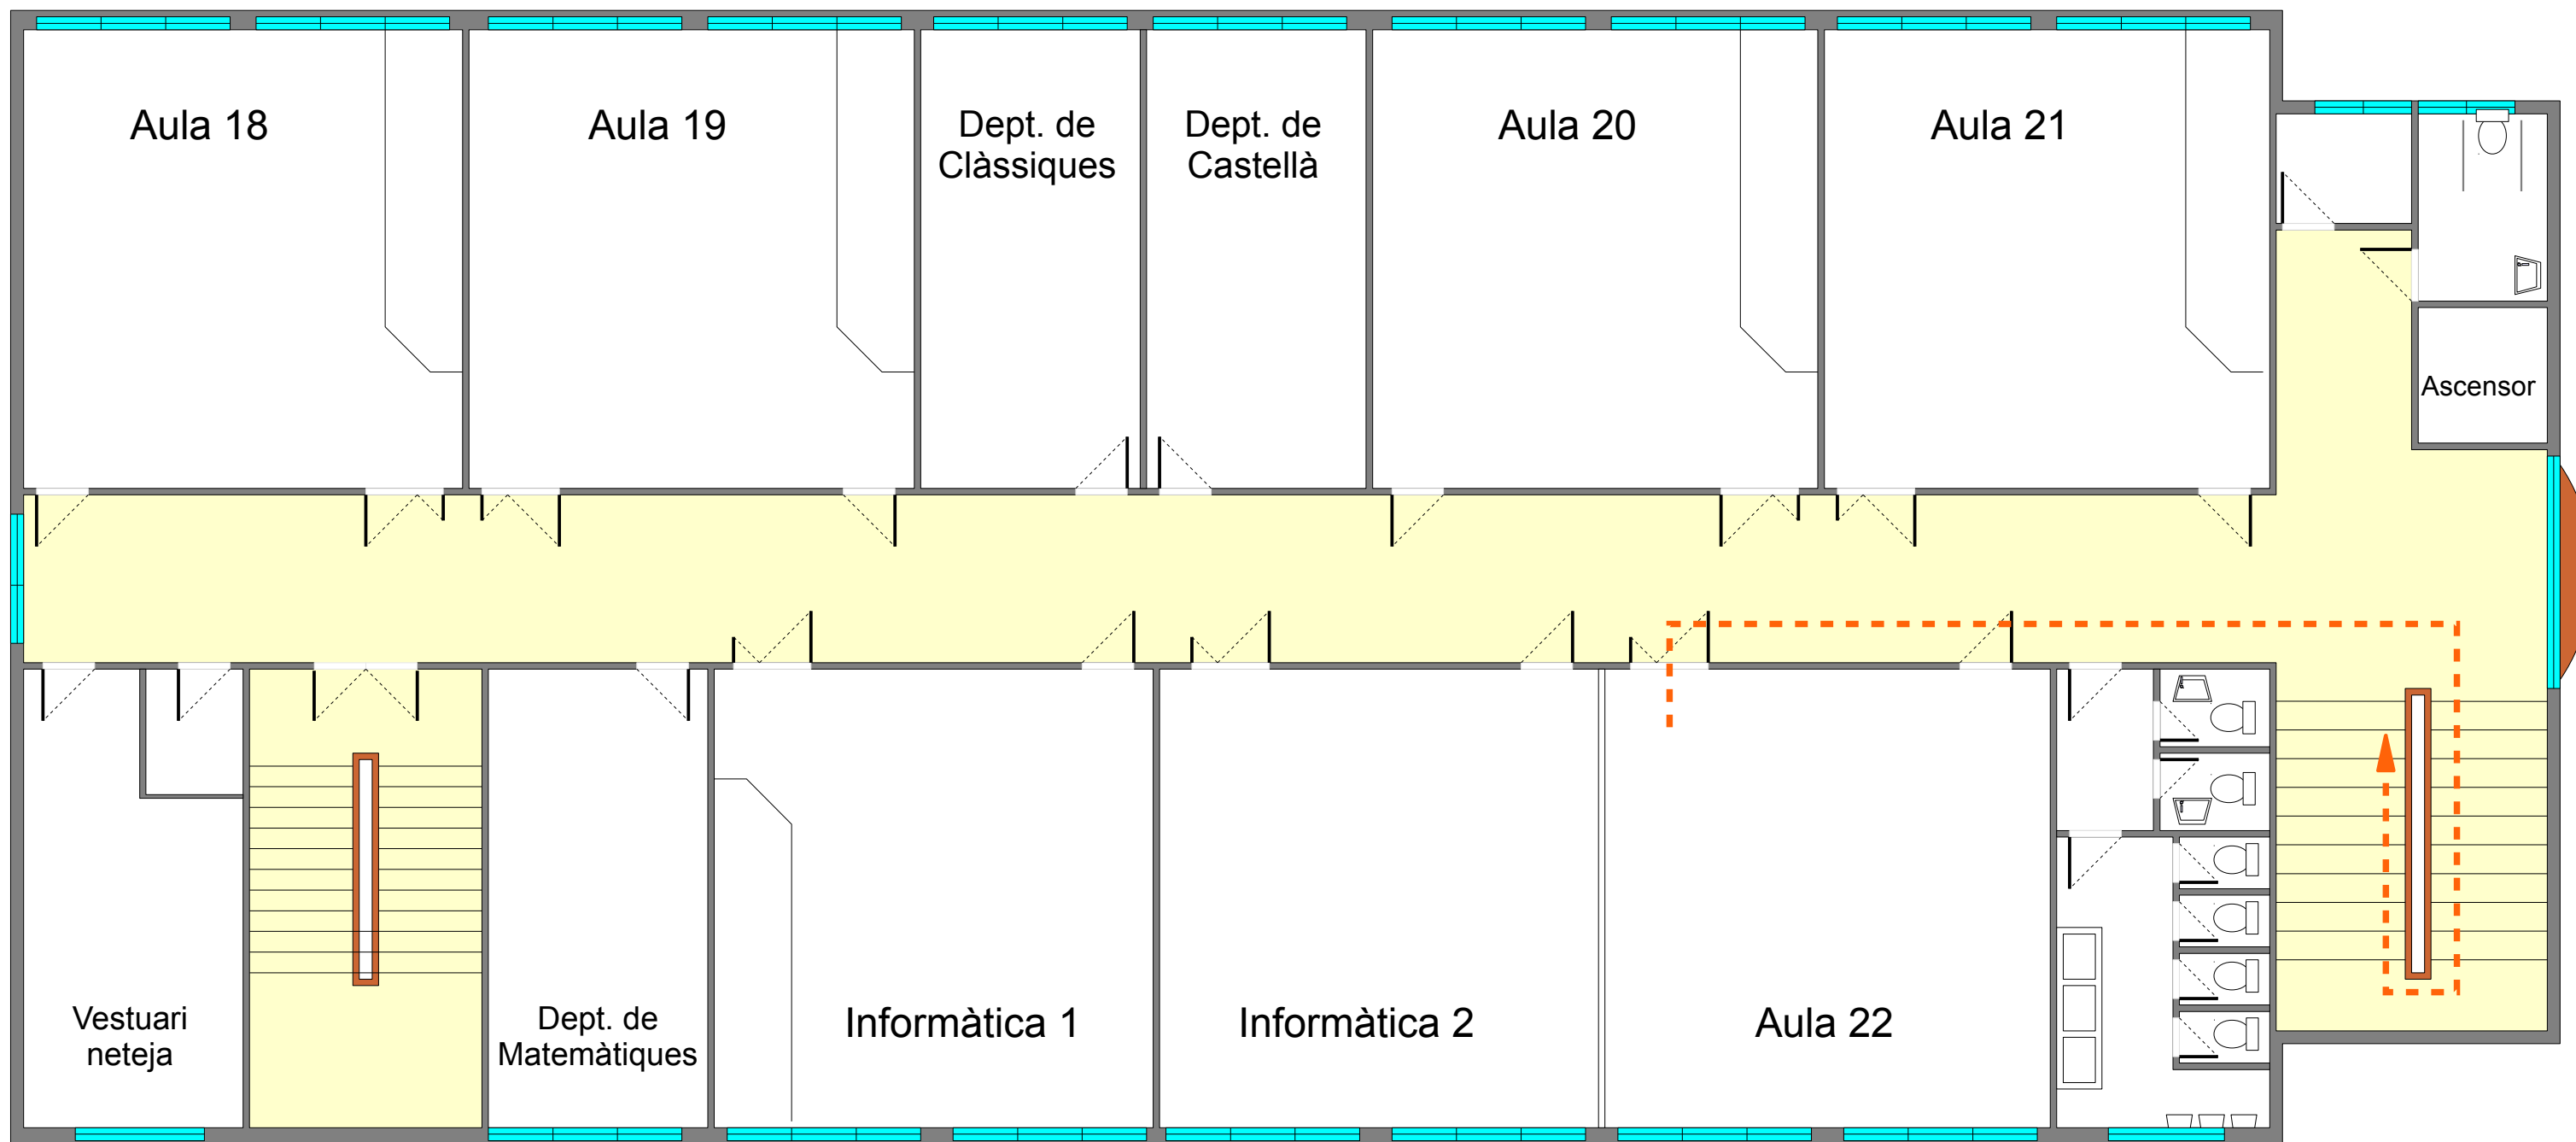 Aula 18
Aula 19
Dept. de
Clàssiques
Dept. de
Castellà
Aula 20
Aula 21
Ascensor
Vestuari
neteja
Dept. de
Matemàtiques
Informàtica 1
Informàtica 2
Aula 22